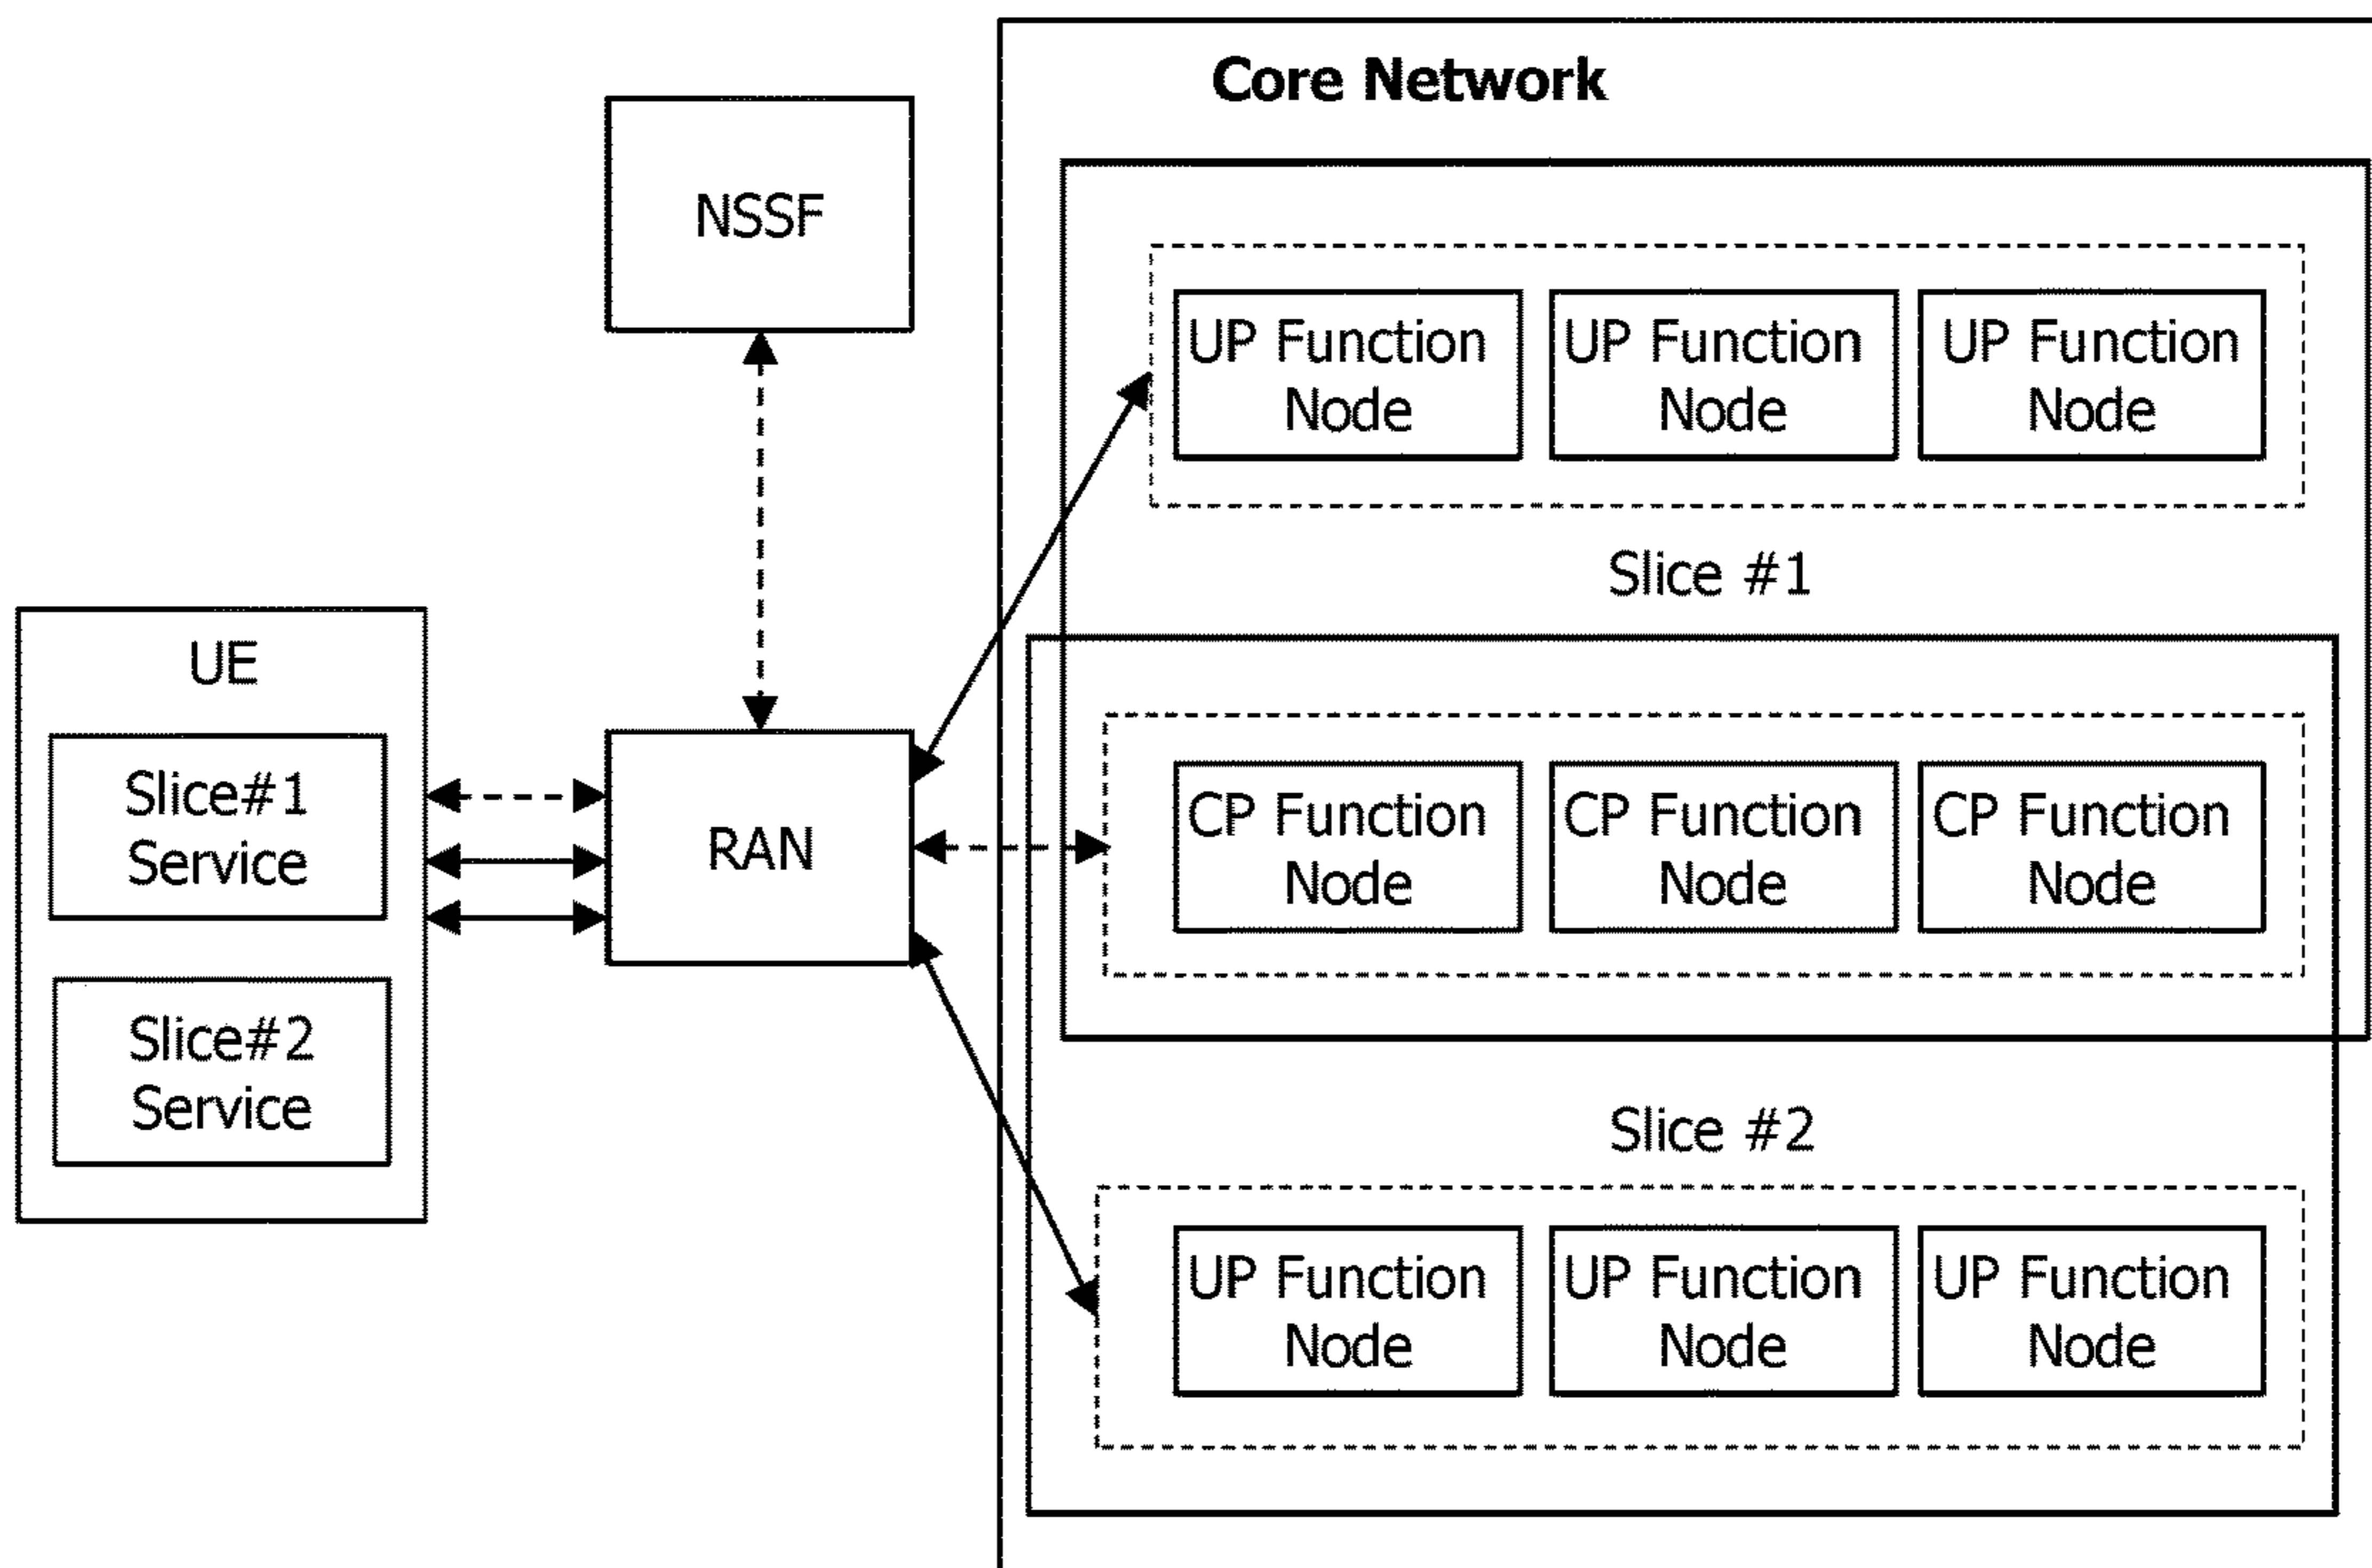 Core Network
NSSF
UP Function
Node
UP Function
Node
UP Function
Node
Slice #1
UE
Slice#1
Service
Slice#2
Service
RAN
CP Function
Node
CP Function
Node
CP Function
Node
Slice #2
UP Function
Node
UP Function
Node
UP Function
Node